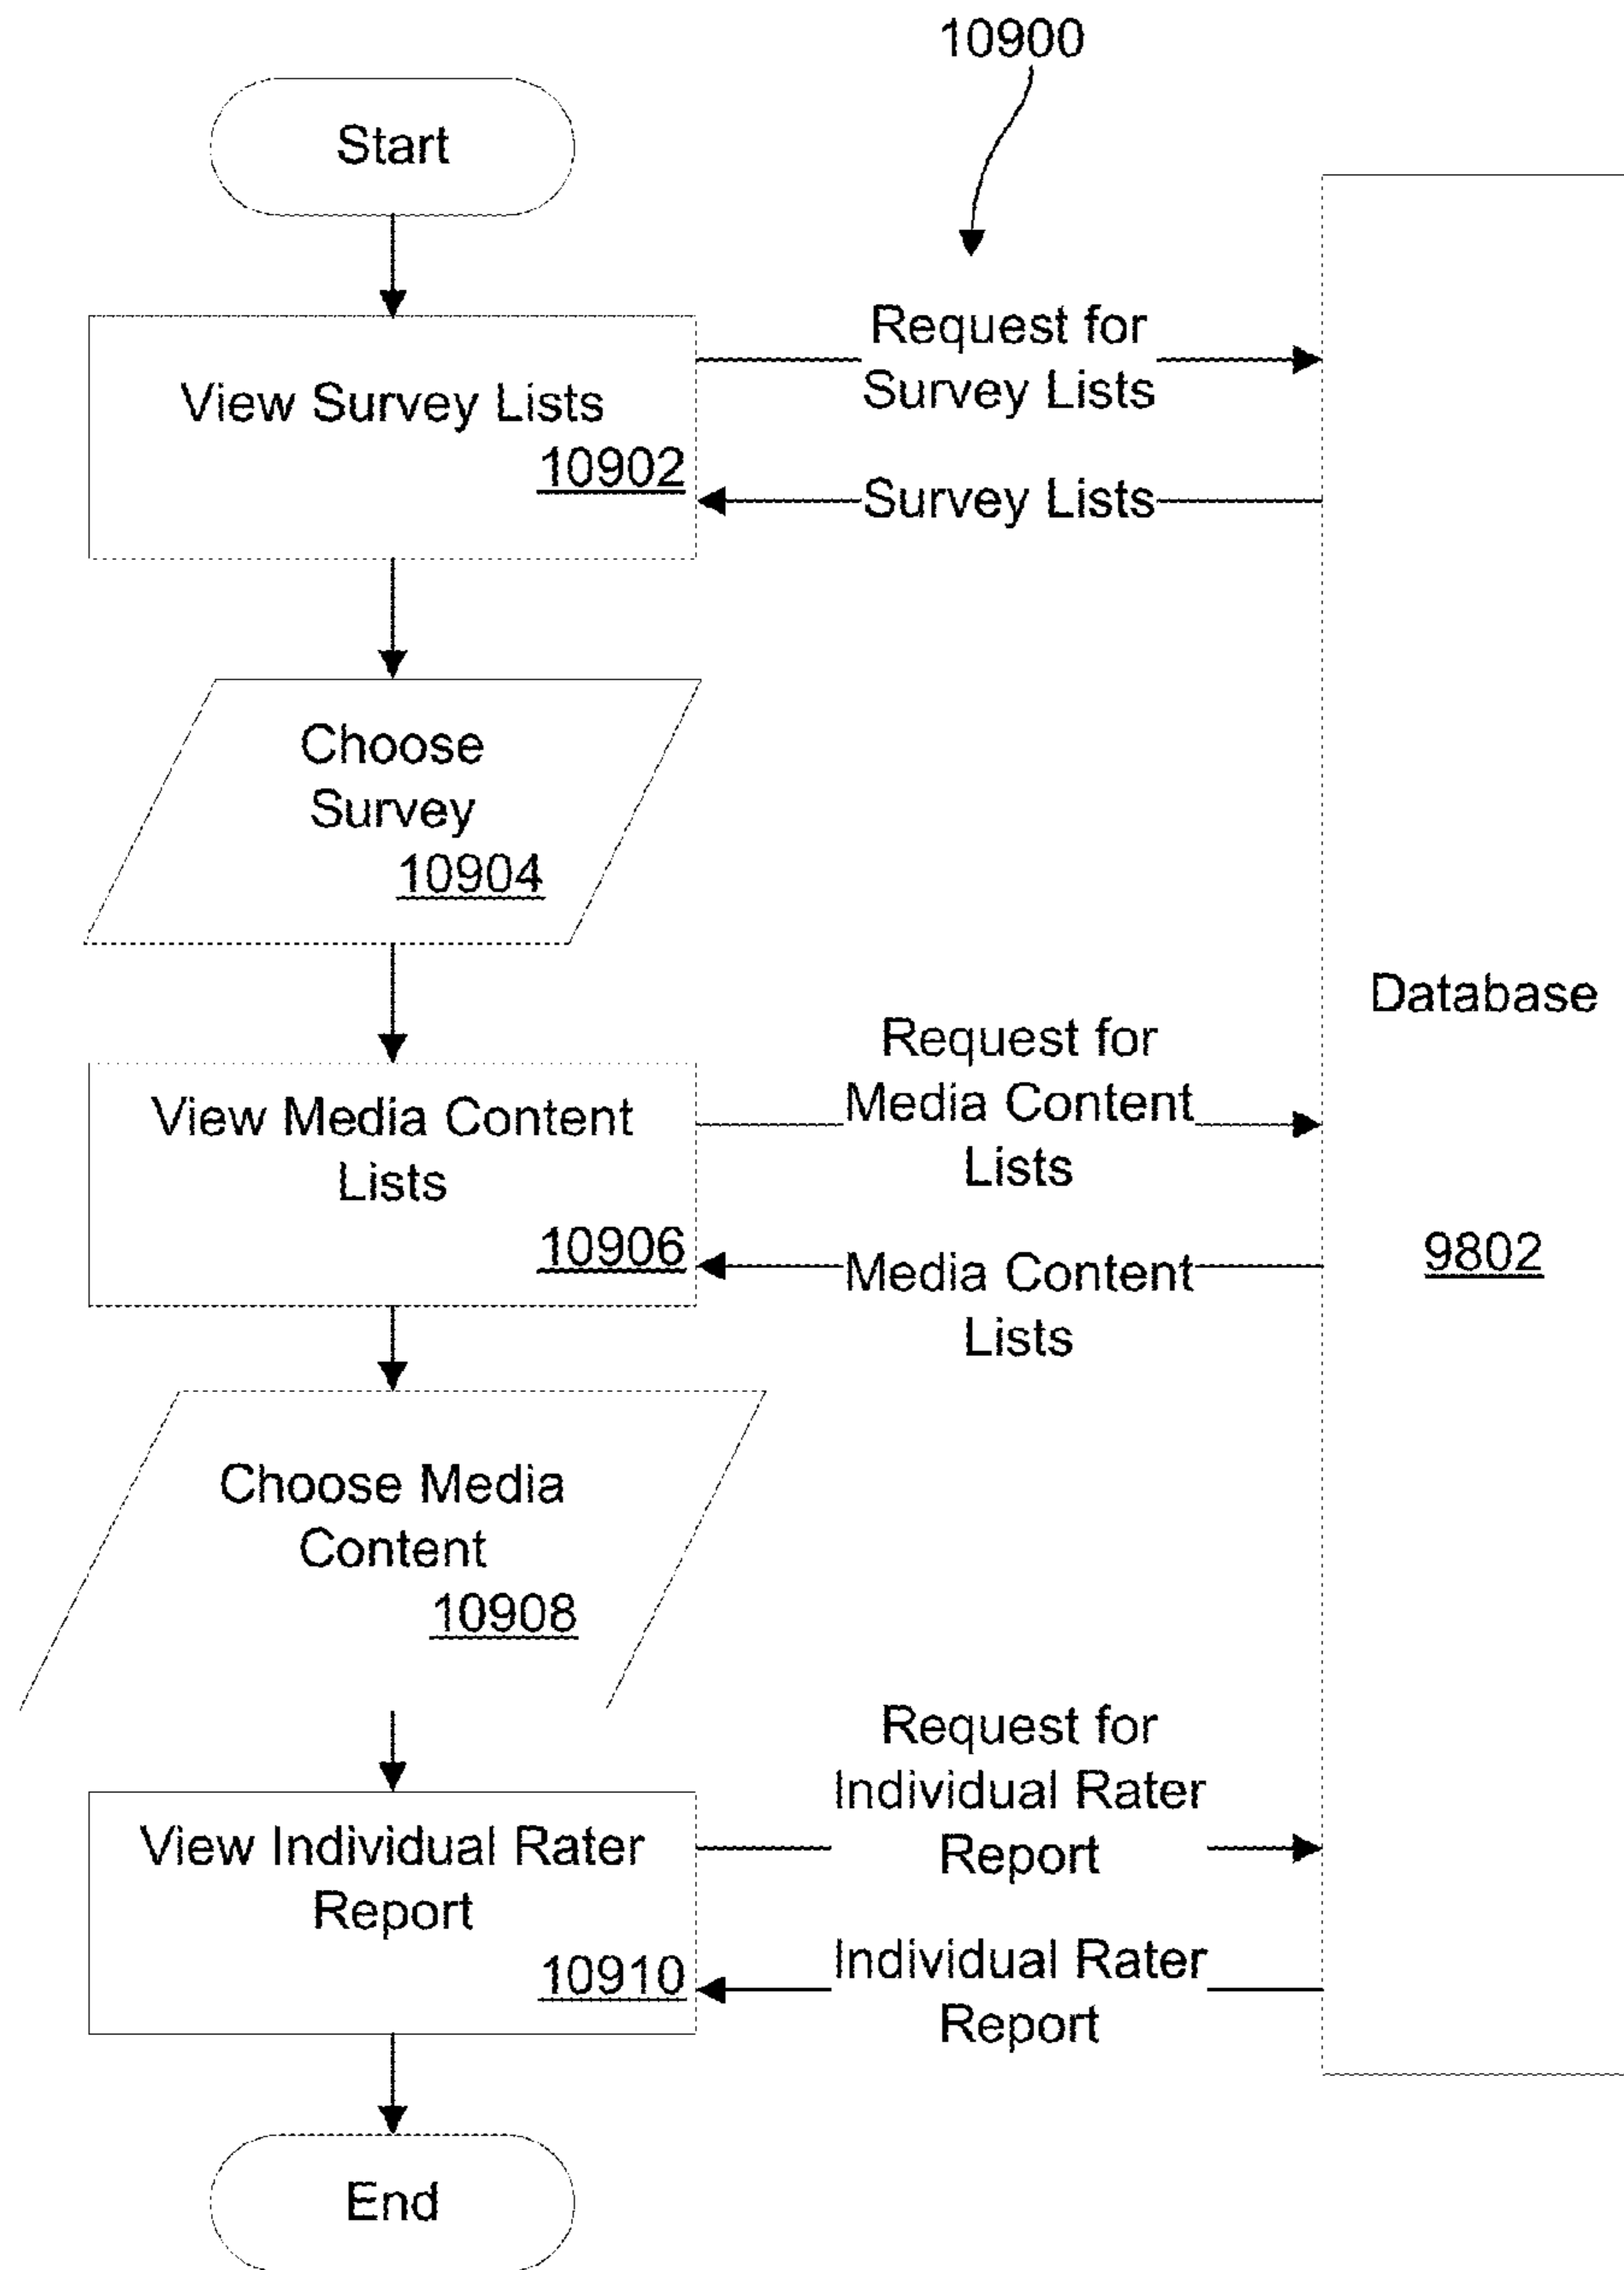 10900
Start
View Survey Lists
10902
Request for
Survey Lists
Survey Lists
Choose
Survey
10904
Database
9802
View Media Content
Lists
10906
Request for
Media Content
Lists
Media Content
Lists
Choose Media
Content
10908
View Individual Rater
Report
10910
Request for
Individual Rater
Report
Individual Rater
Report
End